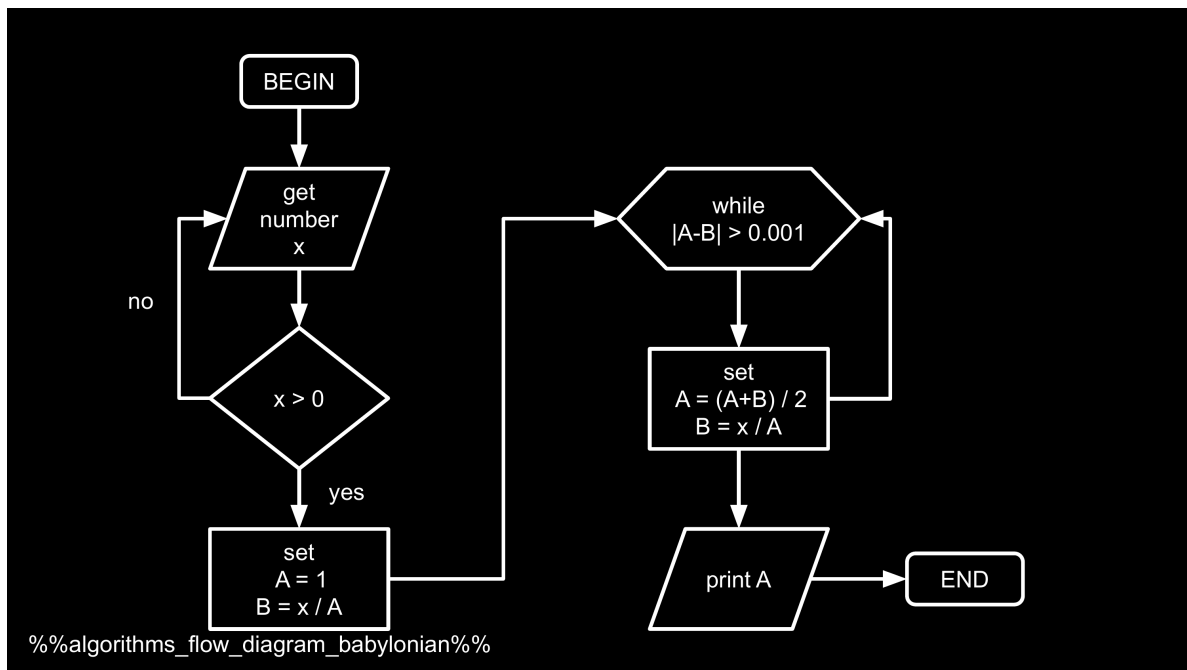 BEGIN
get
number
x
no
x > 0
yes
set
A = 1
B = x / A
while
|A-B| > 0.001
set
A = (A+B) / 2
B = x / A
print A
END
%%algorithms_flow_diagram_babylonian%%